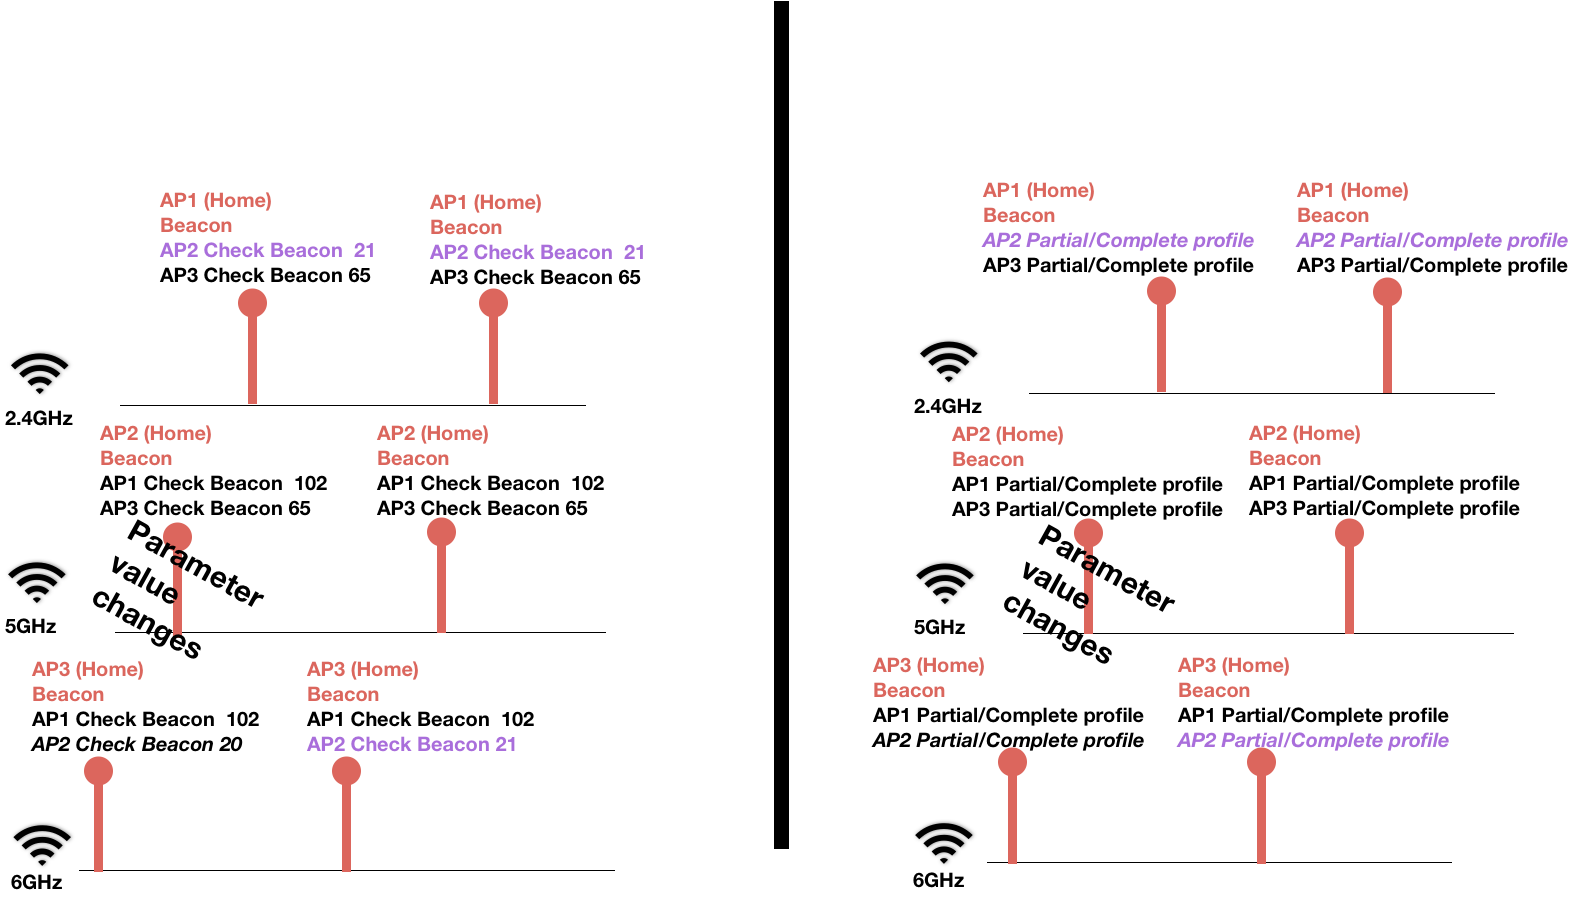 AP1 (Home)
Beacon
AP2 Check Beacon  21
AP3 Check Beacon 65
AP1 (Home)
Beacon
AP2 Check Beacon  21
AP3 Check Beacon 65
2.4GHz
AP2 (Home)
Beacon
AP1 Check Beacon  102
AP3 Check Beacon 65
AP2 (Home)
Beacon
AP1 Check Beacon  102
AP3 Check Beacon 65
Parameter
value
changes
5GHz
AP3 (Home)
Beacon
AP1 Check Beacon  102
AP2 Check Beacon 20
AP3 (Home)
Beacon
AP1 Check Beacon  102
AP2 Check Beacon 21
6GHz
AP1 (Home)
Beacon
AP2 Partial/Complete profile
AP3 Partial/Complete profile
AP1 (Home)
Beacon
AP2 Partial/Complete profile
AP3 Partial/Complete profile
2.4GHz
AP2 (Home)
Beacon
AP1 Partial/Complete profile
AP3 Partial/Complete profile
AP2 (Home)
Beacon
AP1 Partial/Complete profile
AP3 Partial/Complete profile
Parameter
value
changes
5GHz
AP3 (Home)
Beacon
AP1 Partial/Complete profile
AP2 Partial/Complete profile
AP3 (Home)
Beacon
AP1 Partial/Complete profile
AP2 Partial/Complete profile
6GHz